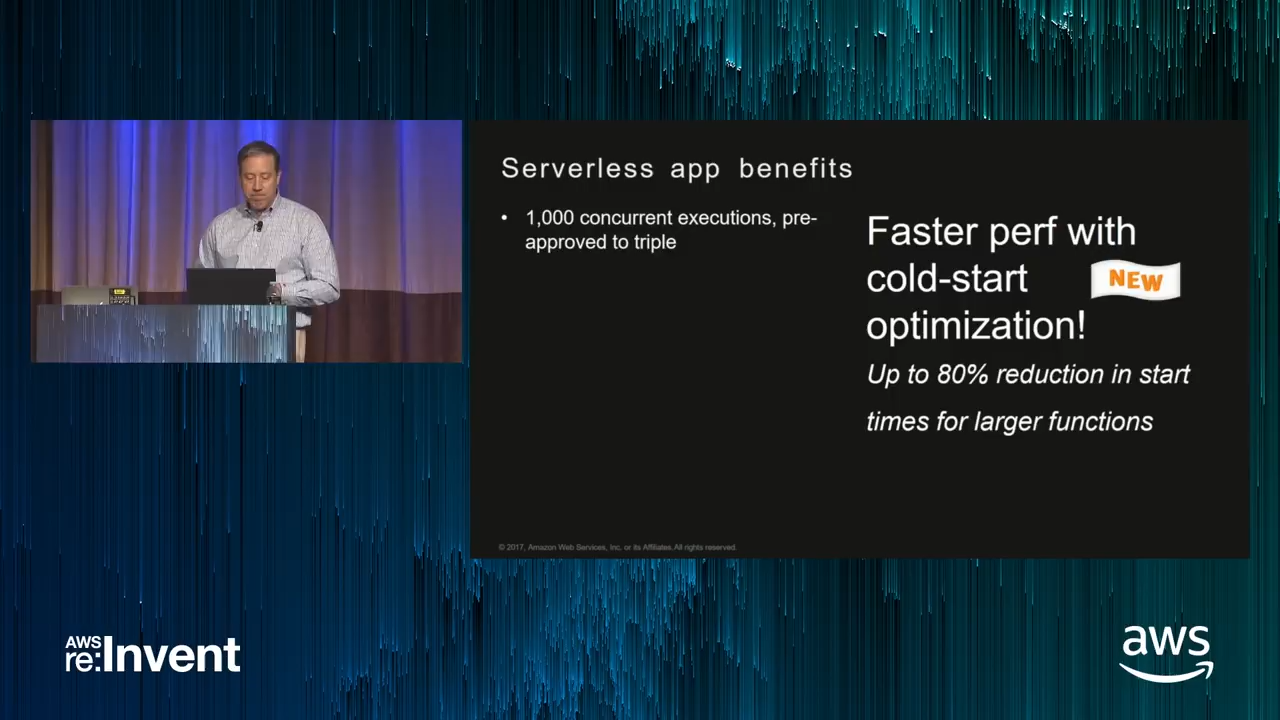 Serverless app benefits
• 1,000 concurrent executions, pre-
approved to triple
Faster perf with
cold-start
NEW
optimization!
Up to 80% reduction in start
times for larger functions
© 2017, Amazon Web Services, Inc. or its Affiliates. All rights reserved.
AWS
re:Invent
aws